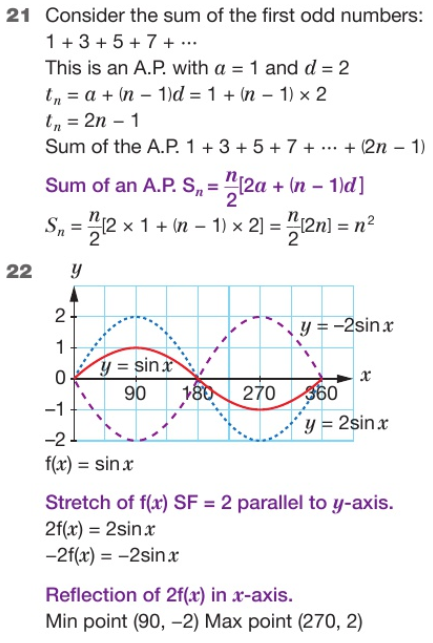 21 Consider the sum of the first odd numbers:
1 + 3 + 5 + 7 + ···
This is an A.P. with a = 1 and d = 2
tₙ = a + (n − 1)d = 1 + (n − 1) × 2
tₙ = 2n − 1
Sum of the A.P. 1 + 3 + 5 + 7 + ··· + (2n − 1)
Sum of an A.P. Sₙ = n/2[2a + (n − 1)d]
Sₙ = n/2[2 × 1 + (n − 1) × 2] = n/2[2n] = n²
22 y
2
y = −2sin x
1
y = sin x
0
x
90 180 270 360
−1
y = 2sin x
−2
f(x) = sin x
Stretch of f(x) SF = 2 parallel to y-axis.
2f(x) = 2sin x
−2f(x) = −2sin x
Reflection of 2f(x) in x-axis.
Min point (90, −2) Max point (270, 2)